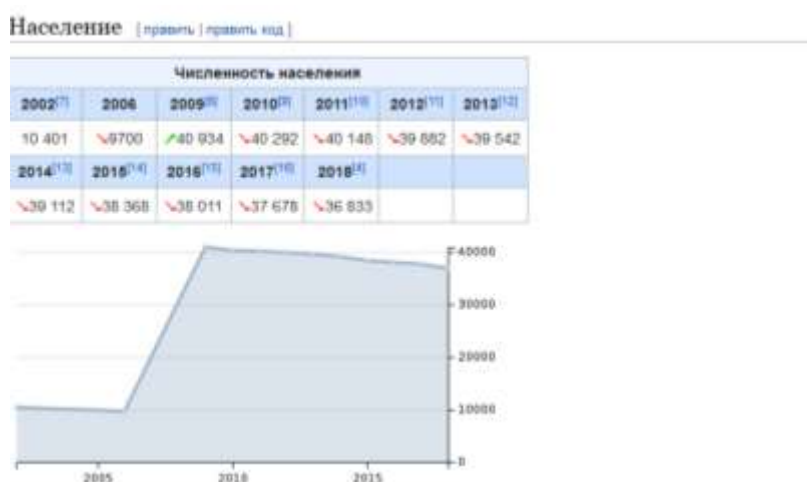 Население [ править | править код ]
Численность населения
2002[7] 2006 2009[8] 2010[9] 2011[10] 2012[11] 2013[12]
10 401 ↘9700 ↗40 934 ↘40 292 ↘40 148 ↘39 882 ↘39 542
2014[13] 2015[14] 2016[15] 2017[16] 2018[4]
↘39 112 ↘38 368 ↘38 011 ↘37 678 ↘36 833
40000
30000
20000
10000
0
2005 2010 2015